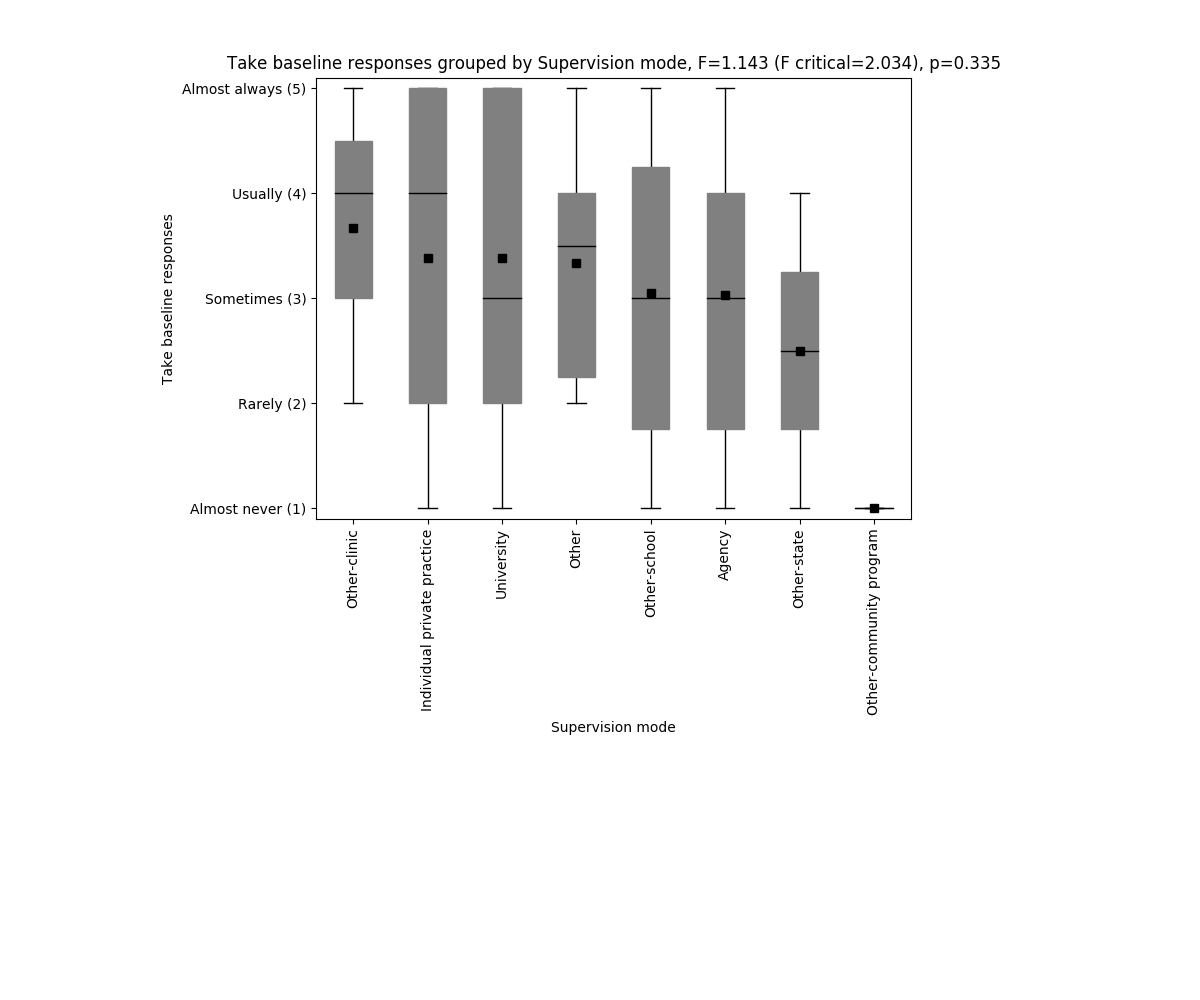 Take baseline responses grouped by Supervision mode, F=1.143 (F critical=2.034), p=0.335
Almost always (5)
Usually (4)
Sometimes (3)
Rarely (2)
Almost never (1)
Take baseline responses
Other-clinic
Individual private practice
University
Other
Other-school
Agency
Other-state
Other-community program
Supervision mode